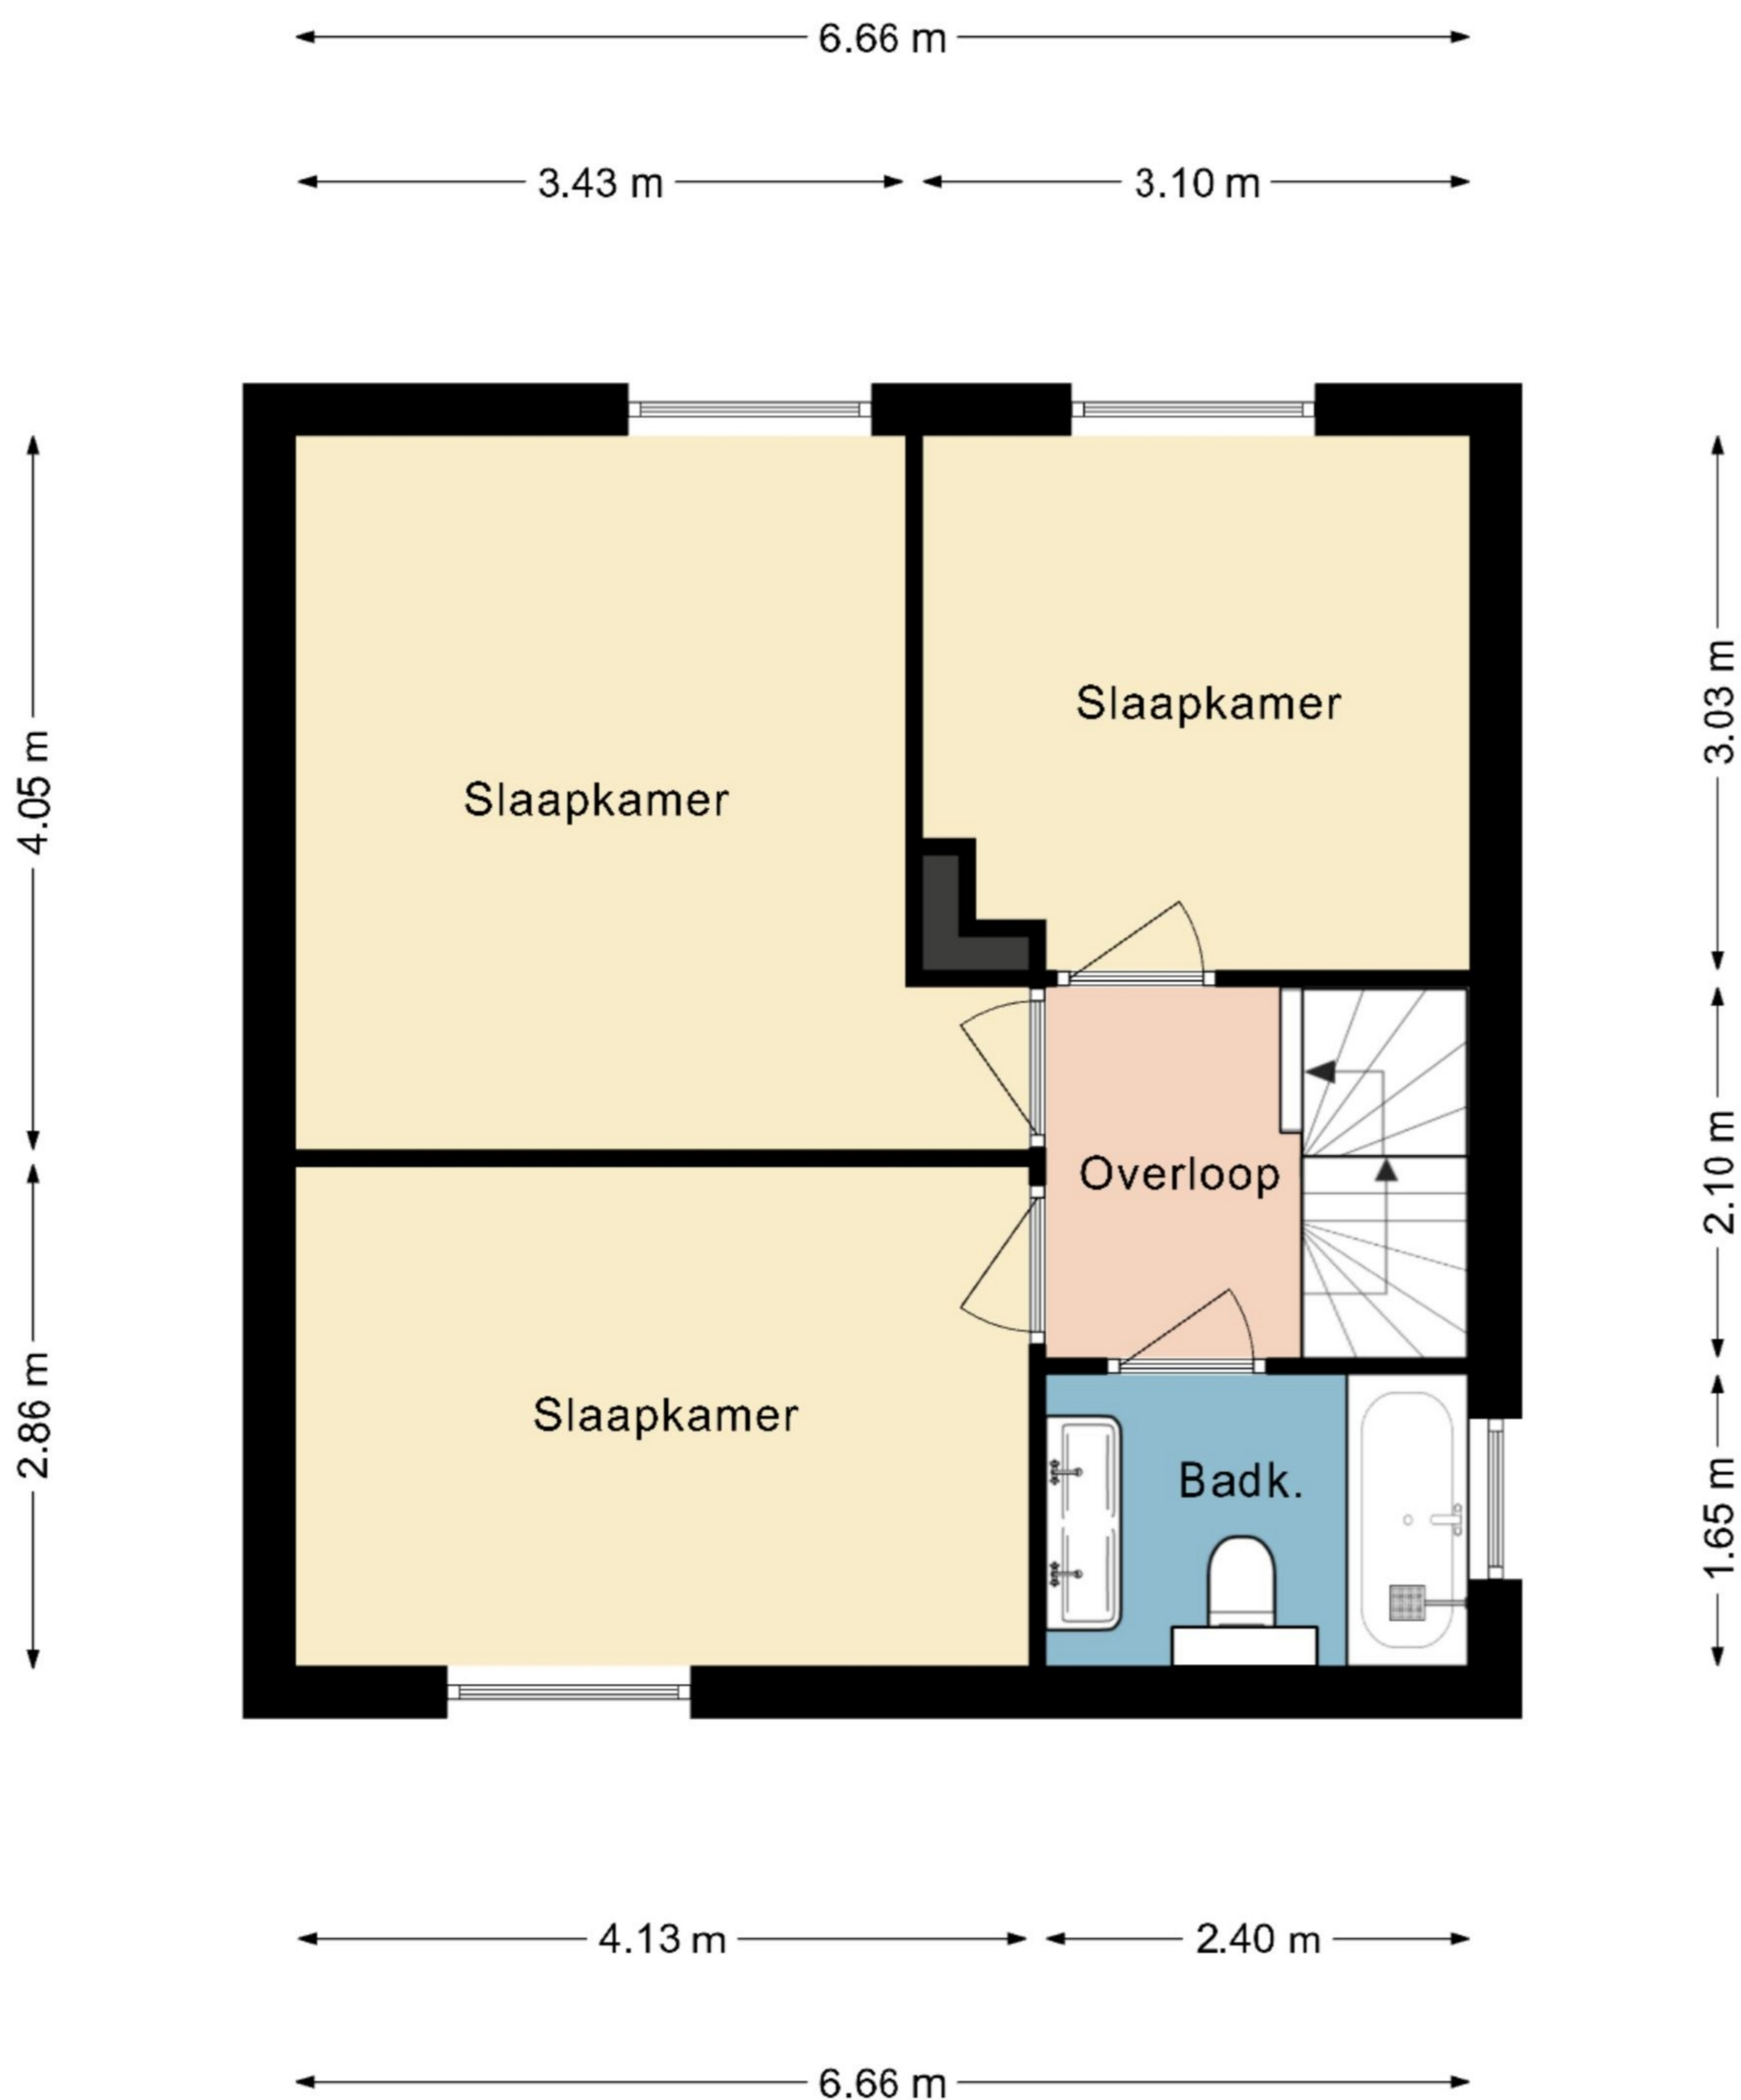 6.66 m
3.43 m
3.10 m
Slaapkamer
3.03 m
4.05 m
Slaapkamer
2.10 m
Overloop
2.86 m
Slaapkamer
Badk.
1.65 m
4.13 m
2.40 m
6.66 m